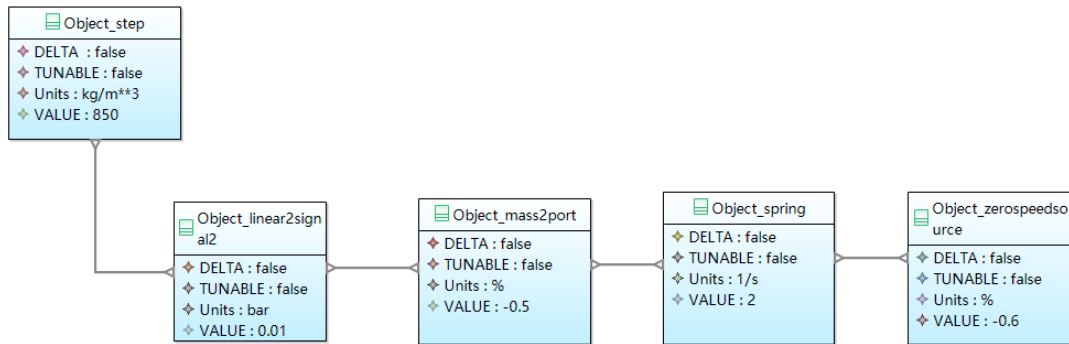 Object_step
DELTA : false
TUNABLE : false
Units : kg/m**3
VALUE : 850
Object_linear2sign
al2
DELTA : false
TUNABLE : false
Units : bar
VALUE : 0.01
Object_mass2port
DELTA : false
TUNABLE : false
Units : %
VALUE : -0.5
Object_spring
DELTA : false
TUNABLE : false
Units : 1/s
VALUE : 2
Object_zerospeedso
urce
DELTA : false
TUNABLE : false
Units : %
VALUE : -0.6